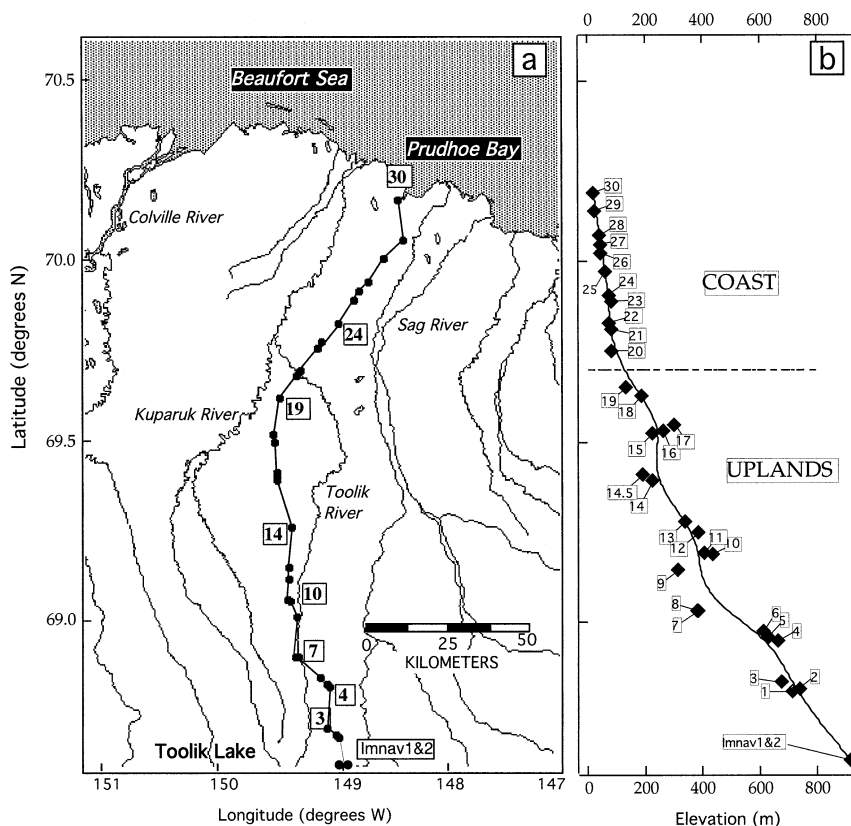 a
Beaufort Sea
Prudhoe Bay
30
Colville River
24
Sag River
19
Kuparuk River
Toolik
River
14
10
0 25 50
KILOMETERS
7
4
3
Toolik Lake
Imnav1&2
70.5
70.0
69.5
69.0
Latitude (degrees N)
151 150 149 148 147
Longitude (degrees W)
0 200 400 600 800
b
30
29
28
27
26
25
24
23
22
21
20
COAST
19
18
17
16
15
UPLANDS
14.5
14
13
12
11
10
9
8
7
6
5
4
3
2
1
Imnav1&2
0 200 400 600 800
Elevation (m)